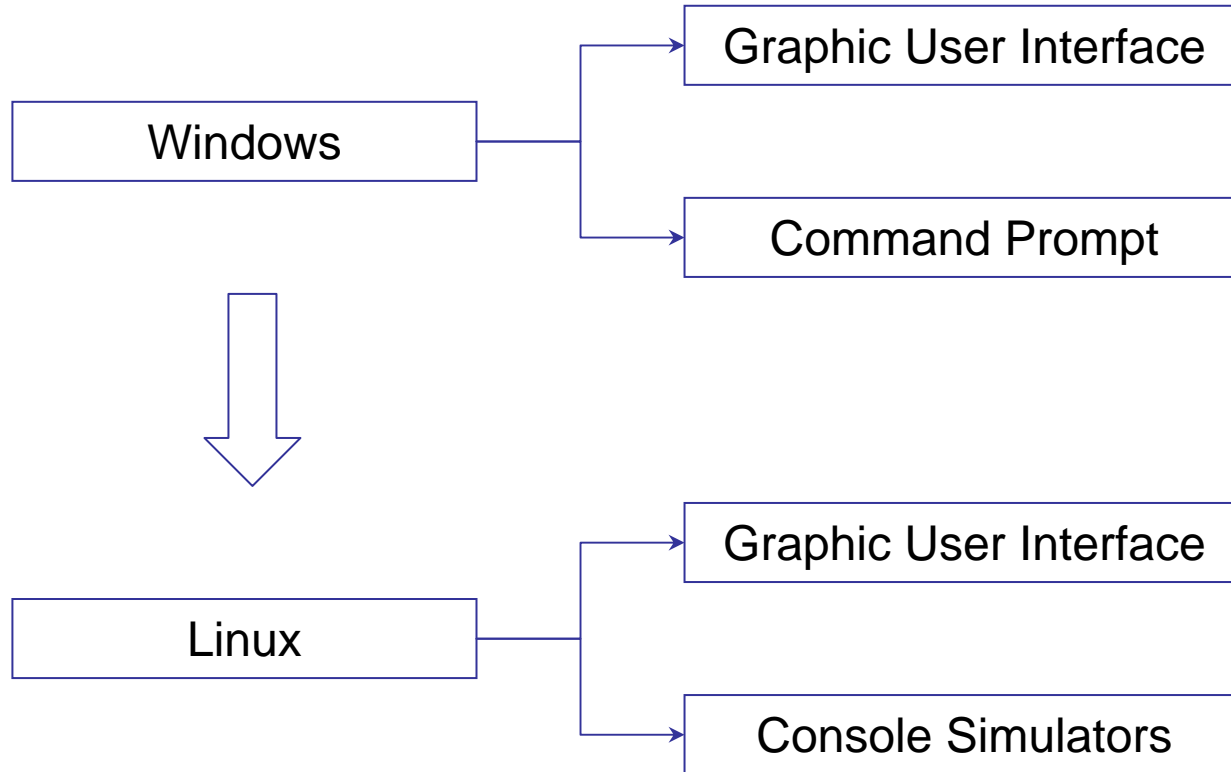 Graphic User Interface
Windows
Command Prompt
Graphic User Interface
Linux
Console Simulators